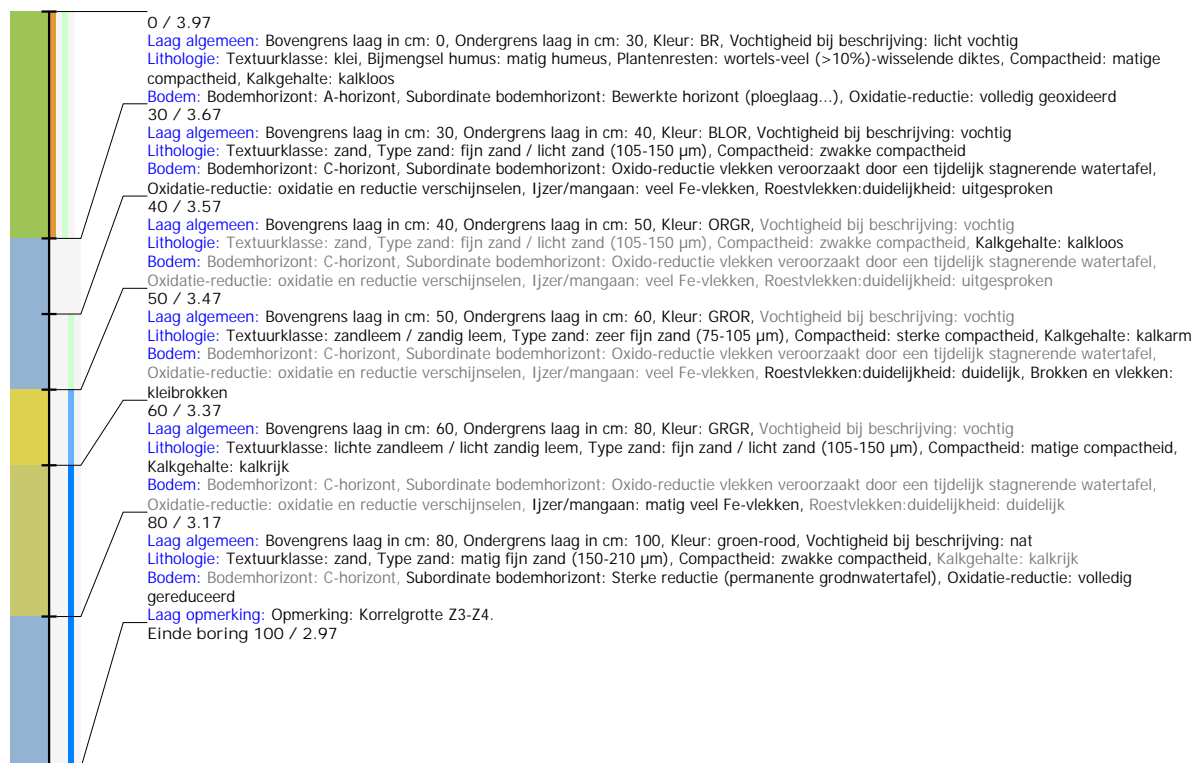 0 / 3.97
Laag algemeen: Bovengrens laag in cm: 0, Ondergrens laag in cm: 30, Kleur: BR, Vochtigheid bij beschrijving: licht vochtig
Lithologie: Textuurklasse: klei, Bijmengsel humus: matig humeus, Plantenresten: wortels-veel (>10%)-wisselende diktes, Compactheid: matige
compactheid, Kalkgehalte: kalkloos
Bodem: Bodemhorizont: A-horizont, Subordinate bodemhorizont: Bewerkte horizont (ploeglaag...), Oxidatie-reductie: volledig geoxideerd
30 / 3.67
Laag algemeen: Bovengrens laag in cm: 30, Ondergrens laag in cm: 40, Kleur: BLOR, Vochtigheid bij beschrijving: vochtig
Lithologie: Textuurklasse: zand, Type zand: fijn zand / licht zand (105-150 µm), Compactheid: zwakke compactheid
Bodem: Bodemhorizont: C-horizont, Subordinate bodemhorizont: Oxido-reductie vlekken veroorzaakt door een tijdelijk stagnerende watertafel,
Oxidatie-reductie: oxidatie en reductie verschijnselen, Ijzer/mangaan: veel Fe-vlekken, Roestvlekken:duidelijkheid: uitgesproken
40 / 3.57
Laag algemeen: Bovengrens laag in cm: 40, Ondergrens laag in cm: 50, Kleur: ORGR, Vochtigheid bij beschrijving: vochtig
Lithologie: Textuurklasse: zand, Type zand: fijn zand / licht zand (105-150 µm), Compactheid: zwakke compactheid, Kalkgehalte: kalkloos
Bodem: Bodemhorizont: C-horizont, Subordinate bodemhorizont: Oxido-reductie vlekken veroorzaakt door een tijdelijk stagnerende watertafel,
Oxidatie-reductie: oxidatie en reductie verschijnselen, Ijzer/mangaan: veel Fe-vlekken, Roestvlekken:duidelijkheid: uitgesproken
50 / 3.47
Laag algemeen: Bovengrens laag in cm: 50, Ondergrens laag in cm: 60, Kleur: GROR, Vochtigheid bij beschrijving: vochtig
Lithologie: Textuurklasse: zandleem / zandig leem, Type zand: zeer fijn zand (75-105 µm), Compactheid: sterke compactheid, Kalkgehalte: kalkarm
Bodem: Bodemhorizont: C-horizont, Subordinate bodemhorizont: Oxido-reductie vlekken veroorzaakt door een tijdelijk stagnerende watertafel,
Oxidatie-reductie: oxidatie en reductie verschijnselen, Ijzer/mangaan: veel Fe-vlekken, Roestvlekken:duidelijkheid: duidelijk, Brokken en vlekken:
kleibrokken
60 / 3.37
Laag algemeen: Bovengrens laag in cm: 60, Ondergrens laag in cm: 80, Kleur: GRGR, Vochtigheid bij beschrijving: vochtig
Lithologie: Textuurklasse: lichte zandleem / licht zandig leem, Type zand: fijn zand / licht zand (105-150 µm), Compactheid: matige compactheid,
Kalkgehalte: kalkrijk
Bodem: Bodemhorizont: C-horizont, Subordinate bodemhorizont: Oxido-reductie vlekken veroorzaakt door een tijdelijk stagnerende watertafel,
Oxidatie-reductie: oxidatie en reductie verschijnselen, Ijzer/mangaan: matig veel Fe-vlekken, Roestvlekken:duidelijkheid: duidelijk
80 / 3.17
Laag algemeen: Bovengrens laag in cm: 80, Ondergrens laag in cm: 100, Kleur: groen-rood, Vochtigheid bij beschrijving: nat
Lithologie: Textuurklasse: zand, Type zand: matig fijn zand (150-210 µm), Compactheid: zwakke compactheid, Kalkgehalte: kalkrijk
Bodem: Bodemhorizont: C-horizont, Subordinate bodemhorizont: Sterke reductie (permanente grodnwatertafel), Oxidatie-reductie: volledig
gereduceerd
Laag opmerking: Opmerking: Korrelgrotte Z3-Z4.
Einde boring 100 / 2.97